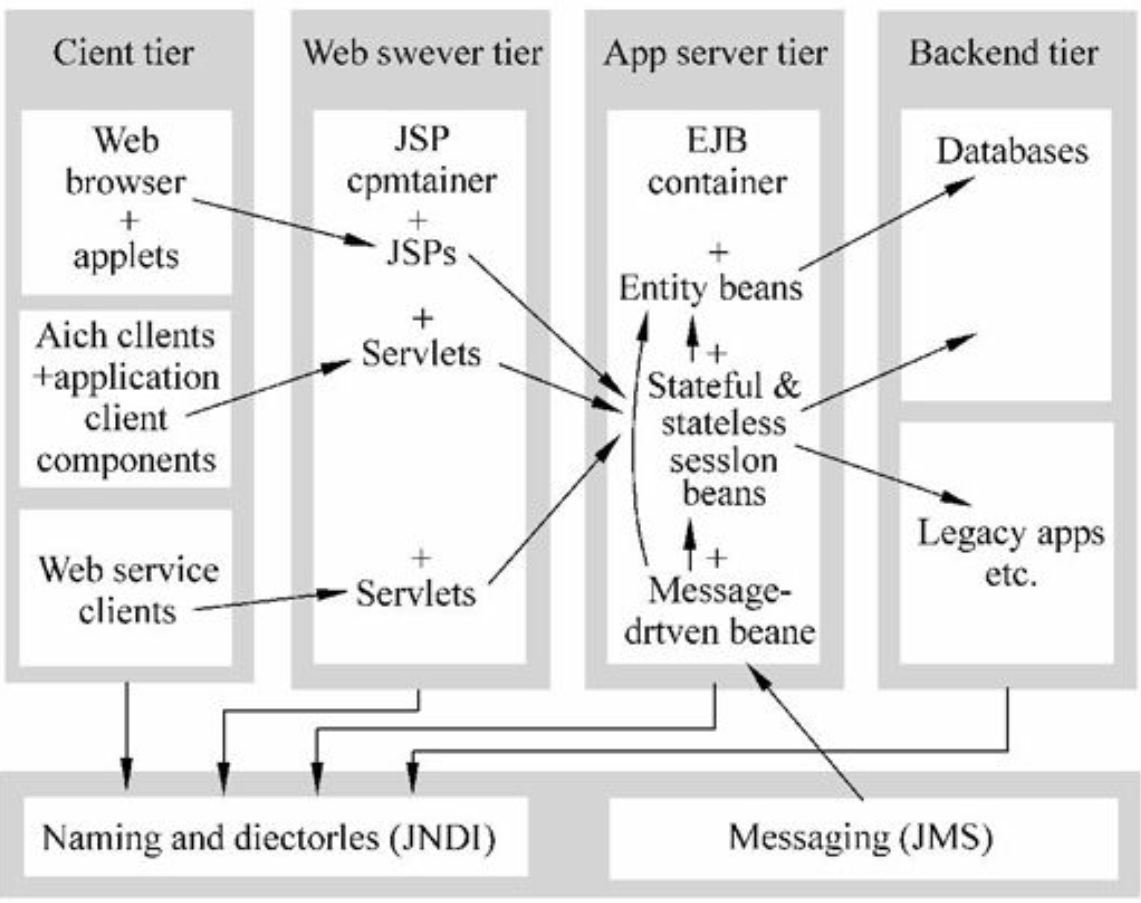 Cient tier
Web
browser
+
applets
Aich cllents
+application
client
components
Web service
clients
Web swever tier
JSP
cpmtainer
+
JSPs
+
Servlets
+
Servlets
App server tier
EJB
container
+
Entity beans
+
Stateful &
stateless
sesslon
beans
+
Message-
drtven beane
Backend tier
Databases
Legacy apps
etc.
Naming and diectorles (JNDI)
Messaging (JMS)